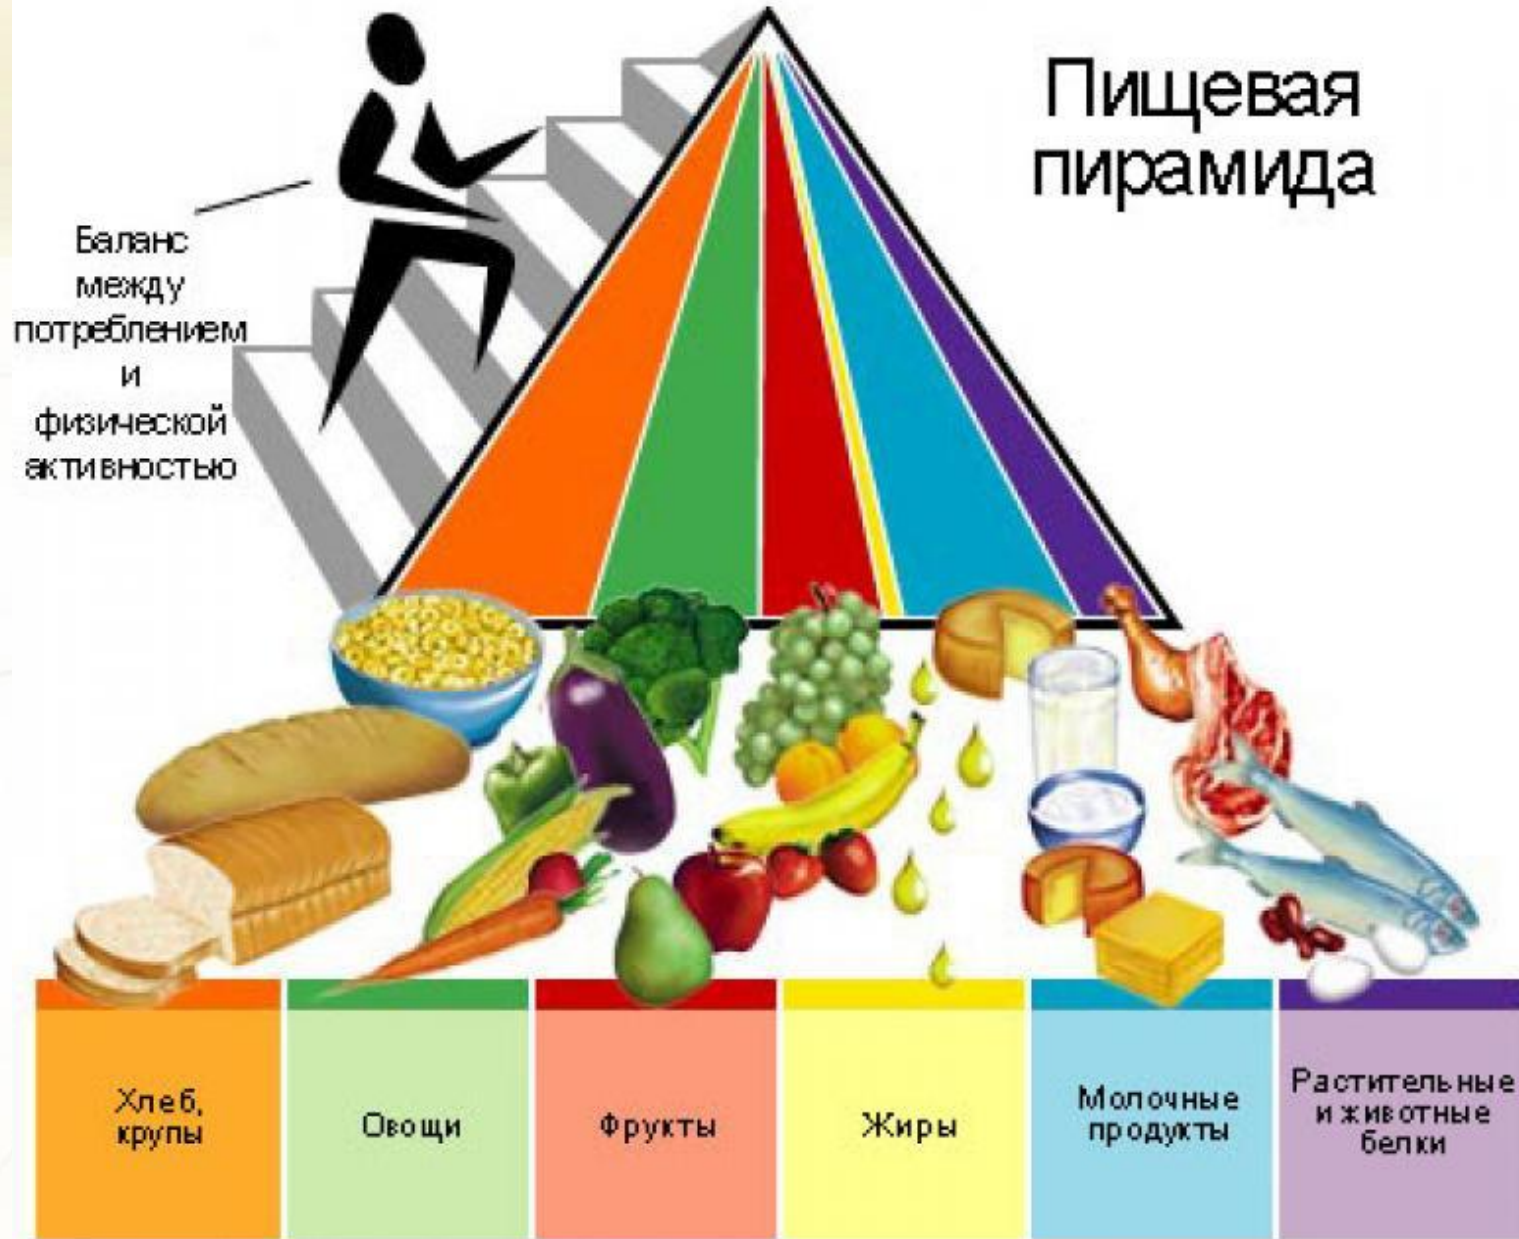 Пищевая
пирамида
Баланс
между
потреблением
и
физической
активностью
Хлеб,
крупы
Овощи
Фрукты
Жиры
Молочные
продукты
Растительные
и животные
белки